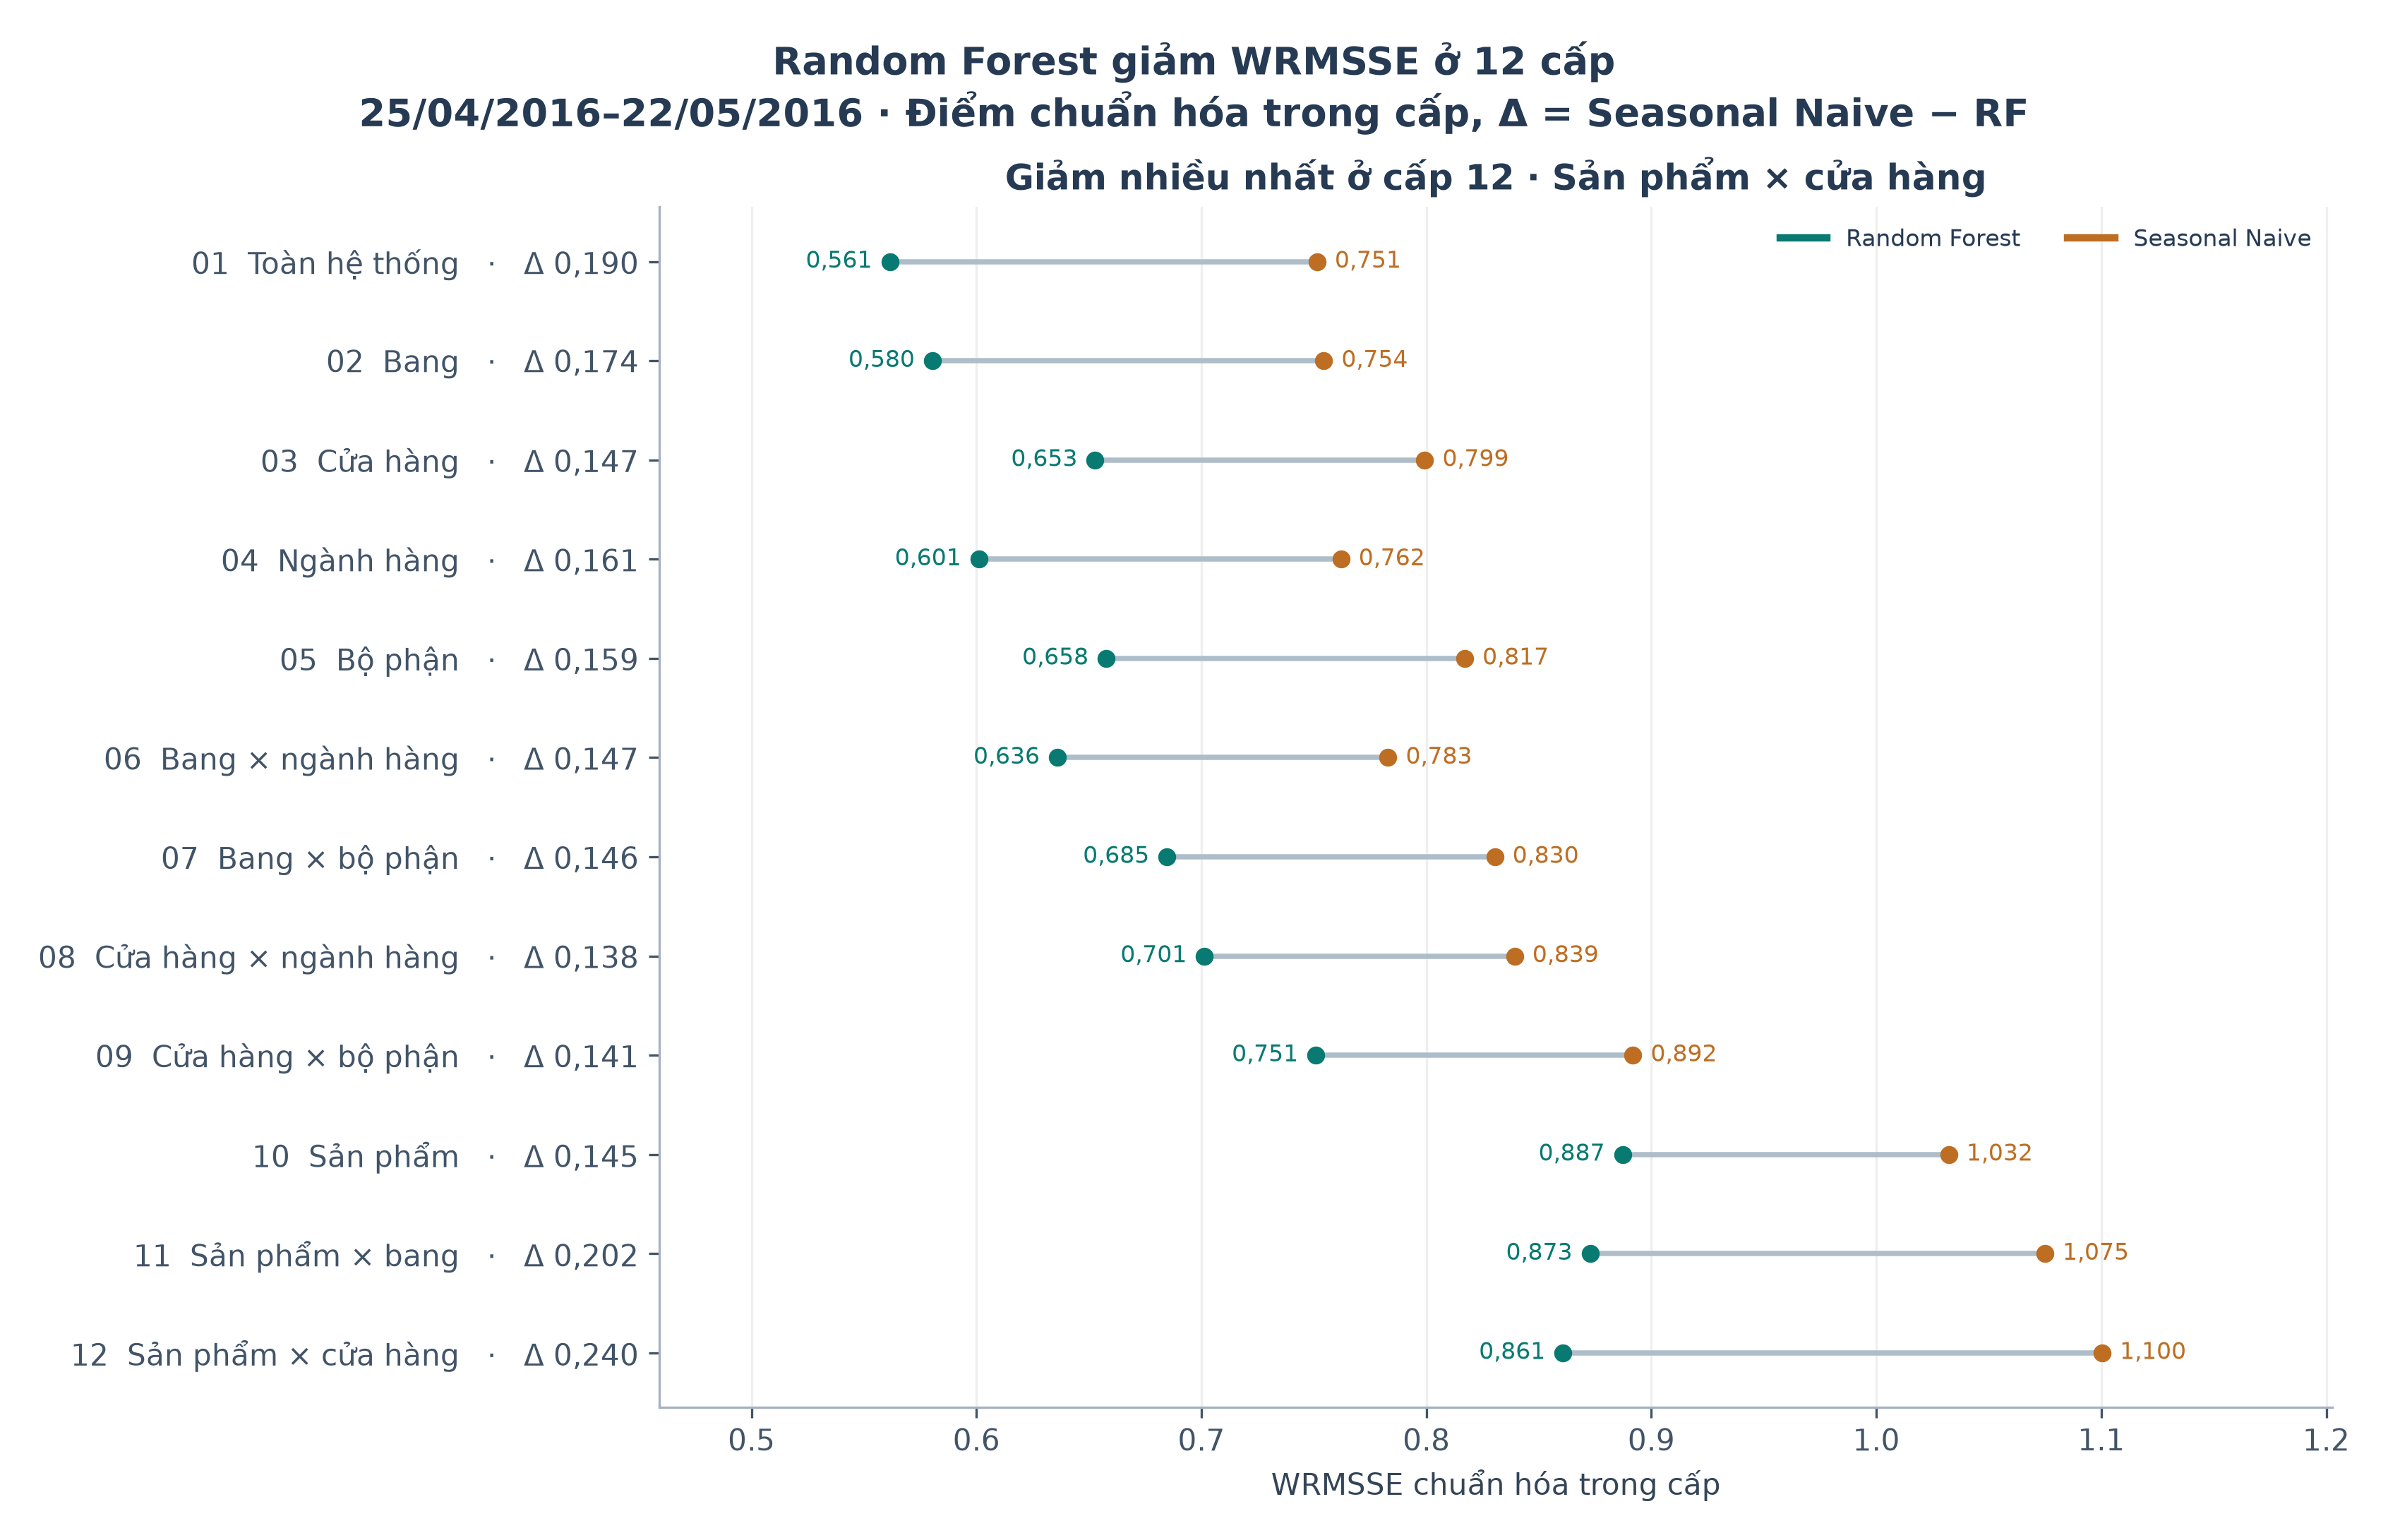 Random Forest giảm WRMSSE ở 12 cấp
25/04/2016–22/05/2016 · Điểm chuẩn hóa trong cấp, Δ = Seasonal Naive − RF
Giảm nhiều nhất ở cấp 12 · Sản phẩm × cửa hàng
Random Forest Seasonal Naive
01 Toàn hệ thống · Δ 0,190 0,561 0,751
02 Bang · Δ 0,174 0,580 0,754
03 Cửa hàng · Δ 0,147 0,653 0,799
04 Ngành hàng · Δ 0,161 0,601 0,762
05 Bộ phận · Δ 0,159 0,658 0,817
06 Bang × ngành hàng · Δ 0,147 0,636 0,783
07 Bang × bộ phận · Δ 0,146 0,685 0,830
08 Cửa hàng × ngành hàng · Δ 0,138 0,701 0,839
09 Cửa hàng × bộ phận · Δ 0,141 0,751 0,892
10 Sản phẩm · Δ 0,145 0,887 1,032
11 Sản phẩm × bang · Δ 0,202 0,873 1,075
12 Sản phẩm × cửa hàng · Δ 0,240 0,861 1,100
0.5 0.6 0.7 0.8 0.9 1.0 1.1 1.2
WRMSSE chuẩn hóa trong cấp